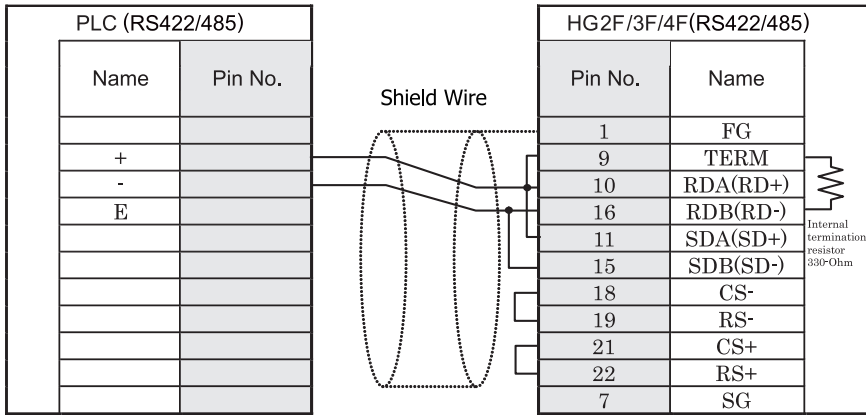 PLC (RS422/485)
Name Pin No.
+
-
E
Shield Wire
HG2F/3F/4F(RS422/485)
Pin No. Name
1 FG
9 TERM
10 RDA(RD+)
16 RDB(RD-)
11 SDA(SD+)
15 SDB(SD-)
18 CS-
19 RS-
21 CS+
22 RS+
7 SG
Internal
termination
resistor
330-Ohm